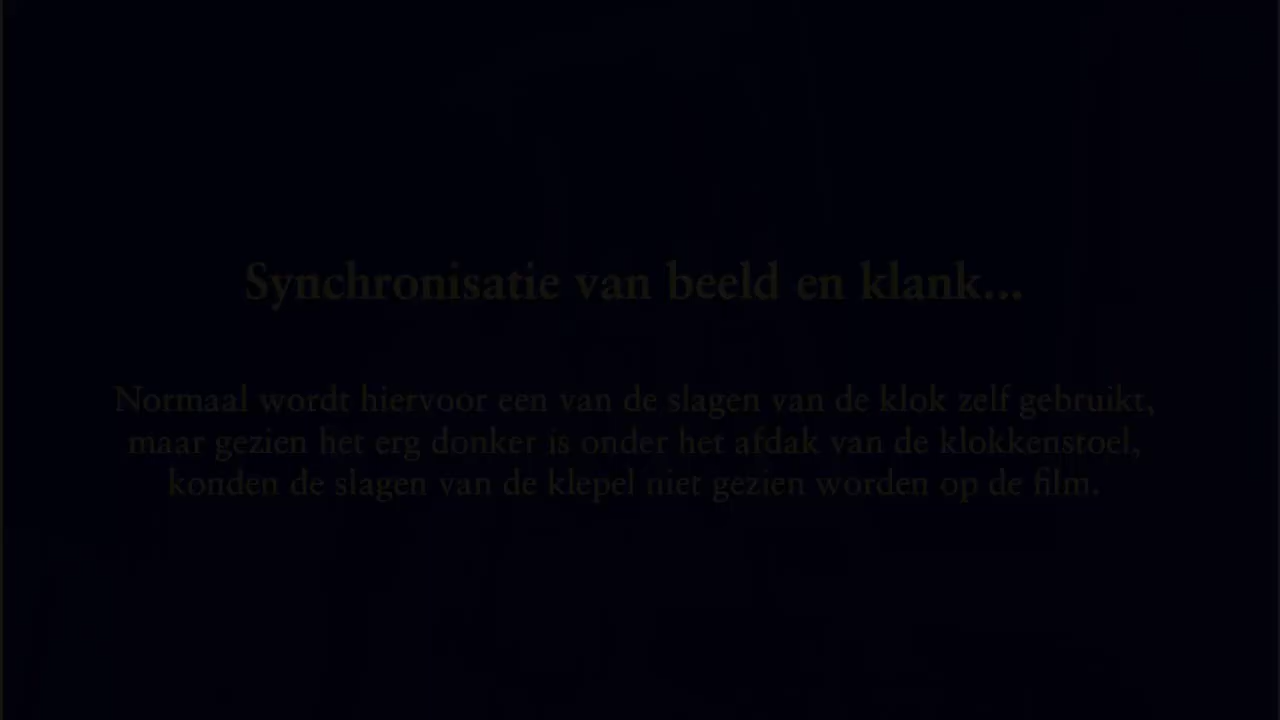 Synchronisatie van beeld en klank...
Normaal wordt hiervoor een van de slagen van de klok zelf gebruikt,
maar gezien het erg donker is onder het afdak van de klokkenstoel,
konden de slagen van de klepel niet gezien worden op de film.